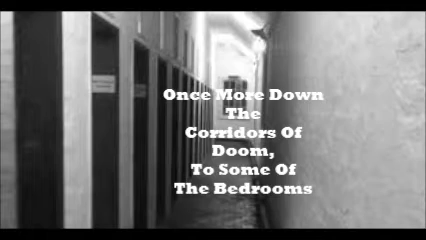 Once More Down
The
Corridors Of
Doom,
To Some Of
The Bedrooms